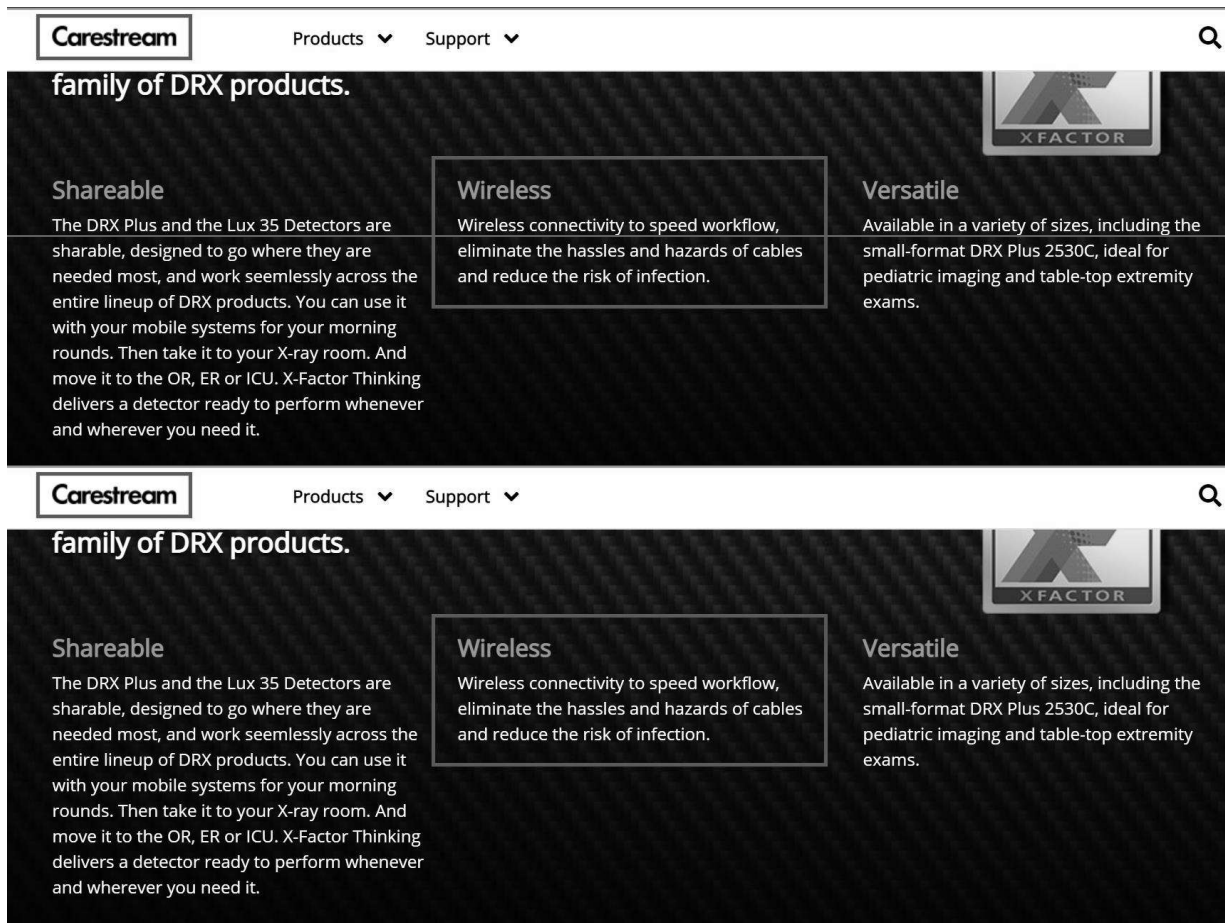 Carestream Products Support
family of DRX products.
XFACTOR
Shareable
The DRX Plus and the Lux 35 Detectors are
sharable, designed to go where they are
needed most, and work seemlessly across the
entire lineup of DRX products. You can use it
with your mobile systems for your morning
rounds. Then take it to your X-ray room. And
move it to the OR, ER or ICU. X-Factor Thinking
delivers a detector ready to perform whenever
and wherever you need it.
Wireless
Wireless connectivity to speed workflow,
eliminate the hassles and hazards of cables
and reduce the risk of infection.
Versatile
Available in a variety of sizes, including the
small-format DRX Plus 2530C, ideal for
pediatric imaging and table-top extremity
exams.
Carestream Products Support
family of DRX products.
XFACTOR
Shareable
The DRX Plus and the Lux 35 Detectors are
sharable, designed to go where they are
needed most, and work seemlessly across the
entire lineup of DRX products. You can use it
with your mobile systems for your morning
rounds. Then take it to your X-ray room. And
move it to the OR, ER or ICU. X-Factor Thinking
delivers a detector ready to perform whenever
and wherever you need it.
Wireless
Wireless connectivity to speed workflow,
eliminate the hassles and hazards of cables
and reduce the risk of infection.
Versatile
Available in a variety of sizes, including the
small-format DRX Plus 2530C, ideal for
pediatric imaging and table-top extremity
exams.